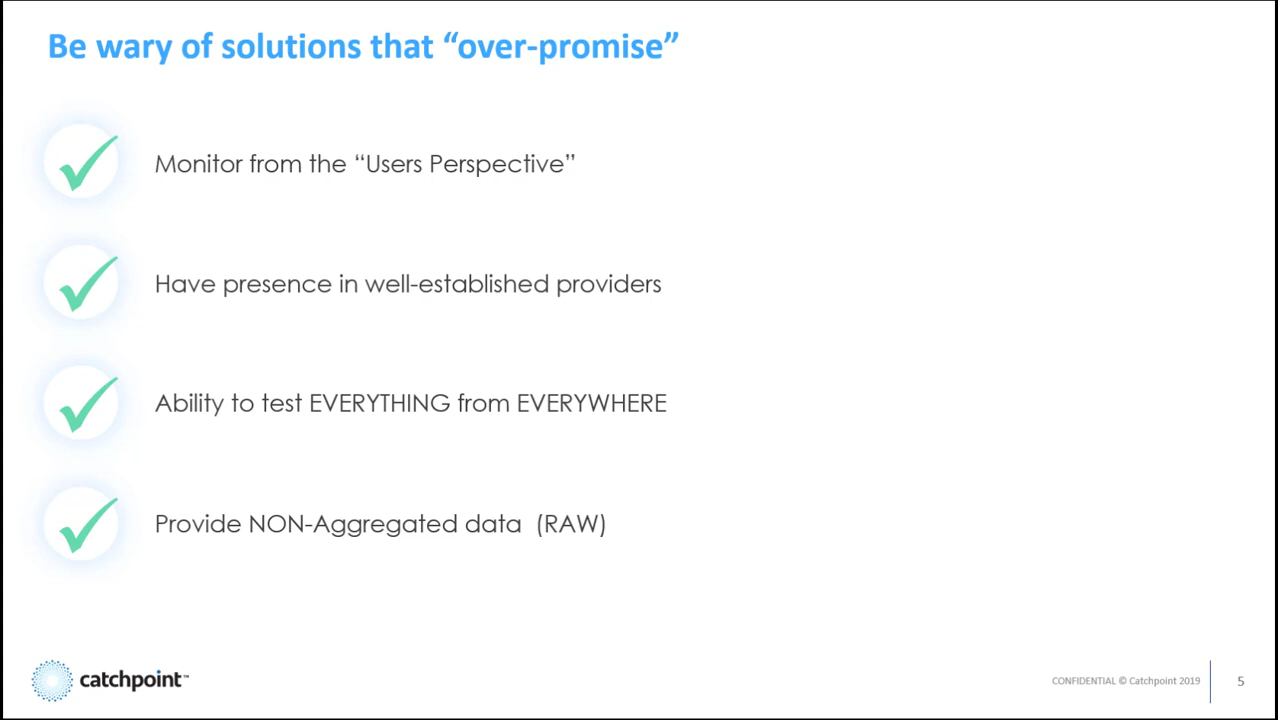 Be wary of solutions that “over-promise”
Monitor from the “Users Perspective”
Have presence in well-established providers
Ability to test EVERYTHING from EVERYWHERE
Provide NON-Aggregated data (RAW)
catchpoint™
CONFIDENTIAL © Catchpoint 2019
5